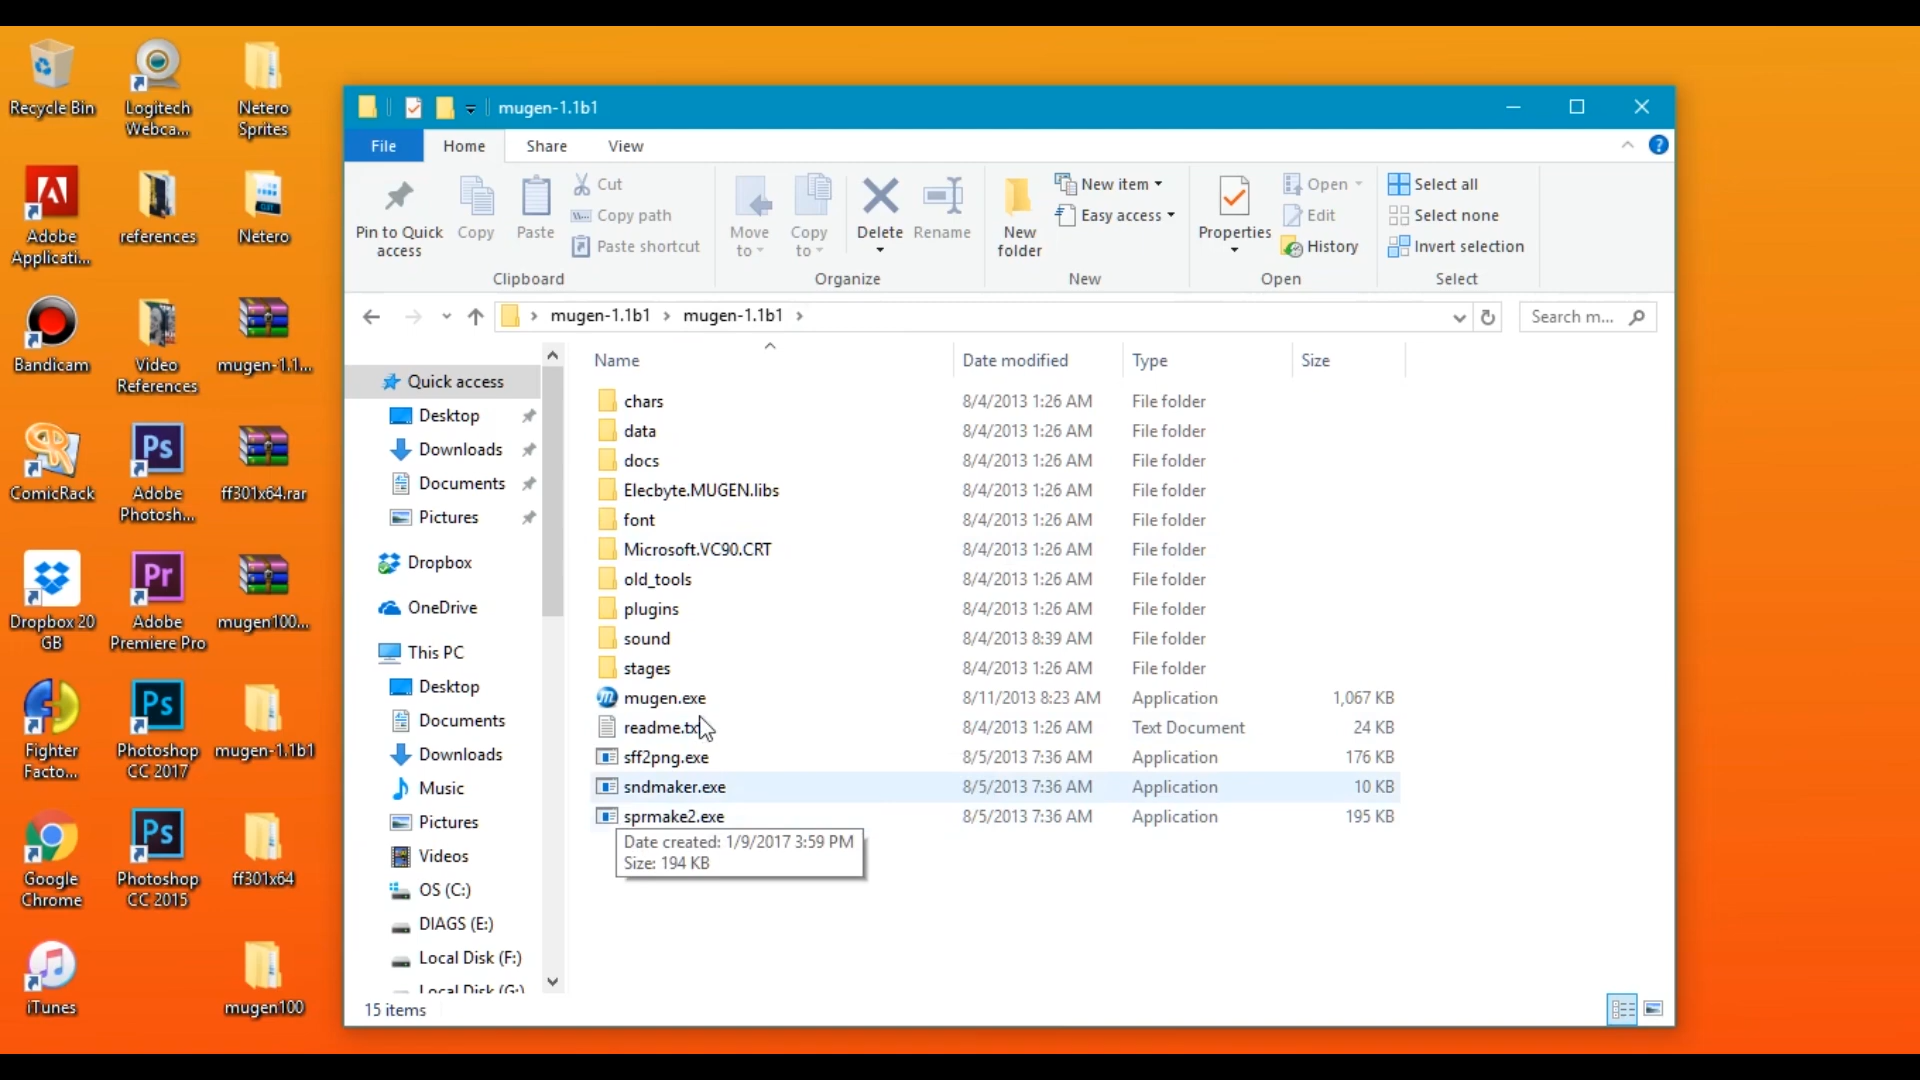 Recycle Bin
Logitech
Webca...
Netero
Sprites
Adobe
Applicati...
references
Netero
Bandicam
Video
References
mugen-1.1...
ComicRack
Adobe
Photosh...
ff301x64.rar
Dropbox 20
GB
Adobe
Premiere Pro
mugen100...
Fighter
Facto...
Photoshop
CC 2017
mugen-1.1b1
Google
Chrome
Photoshop
CC 2015
ff301x64
iTunes
mugen100
mugen-1.1b1
File
Home
Share
View
Pin to Quick
access
Copy
Paste
Cut
Copy path
Paste shortcut
Clipboard
Move
to
Copy
to
Delete
Rename
Organize
New
folder
New item
Easy access
New
Properties
Open
Edit
History
Open
Select all
Select none
Invert selection
Select
mugen-1.1b1 > mugen-1.1b1 >
Search m...
Quick access
Desktop
Downloads
Documents
Pictures
Dropbox
OneDrive
This PC
Desktop
Documents
Downloads
Music
Pictures
Videos
OS (C:)
DIAGS (E:)
Local Disk (F:)
Local Disk (G:)
Name Date modified Type Size
chars 8/4/2013 1:26 AM File folder
data 8/4/2013 1:26 AM File folder
docs 8/4/2013 1:26 AM File folder
Elecbyte.MUGEN.libs 8/4/2013 1:26 AM File folder
font 8/4/2013 1:26 AM File folder
Microsoft.VC90.CRT 8/4/2013 1:26 AM File folder
old_tools 8/4/2013 1:26 AM File folder
plugins 8/4/2013 1:26 AM File folder
sound 8/4/2013 8:39 AM File folder
stages 8/4/2013 1:26 AM File folder
mugen.exe 8/11/2013 8:23 AM Application 1,067 KB
readme.txt 8/4/2013 1:26 AM Text Document 24 KB
sff2png.exe 8/5/2013 7:36 AM Application 176 KB
sndmaker.exe 8/5/2013 7:36 AM Application 10 KB
sprmake2.exe 8/5/2013 7:36 AM Application 195 KB
Date created: 1/9/2017 3:59 PM
Size: 194 KB
15 items